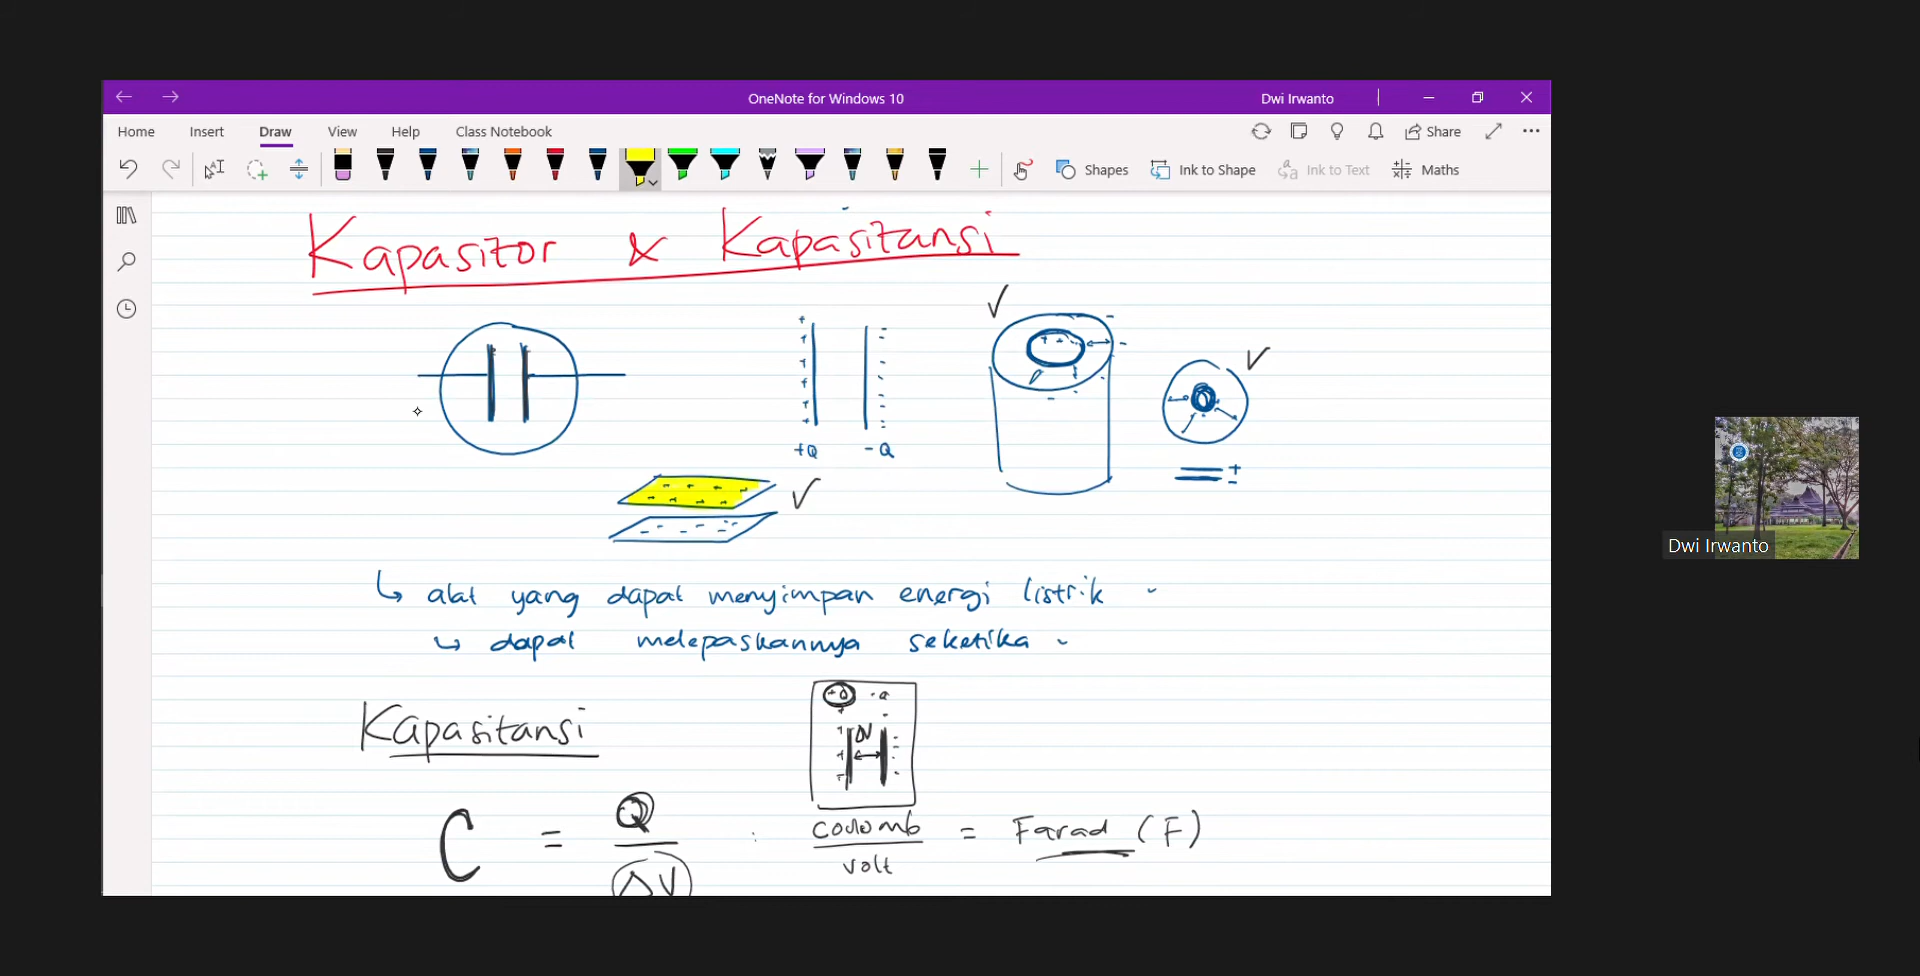 OneNote for Windows 10
Dwi Irwanto
Home Insert Draw View Help Class Notebook
Share
Shapes Ink to Shape Ink to Text Maths
Kapasitor & Kapasitansi
+Q -Q
alat yang dapat menyimpan energi listrik
dapat melepaskannya seketika
+Q -Q
ΔV
Kapasitansi
C = Q / ΔV : coulomb / volt = Farad (F)
Dwi Irwanto